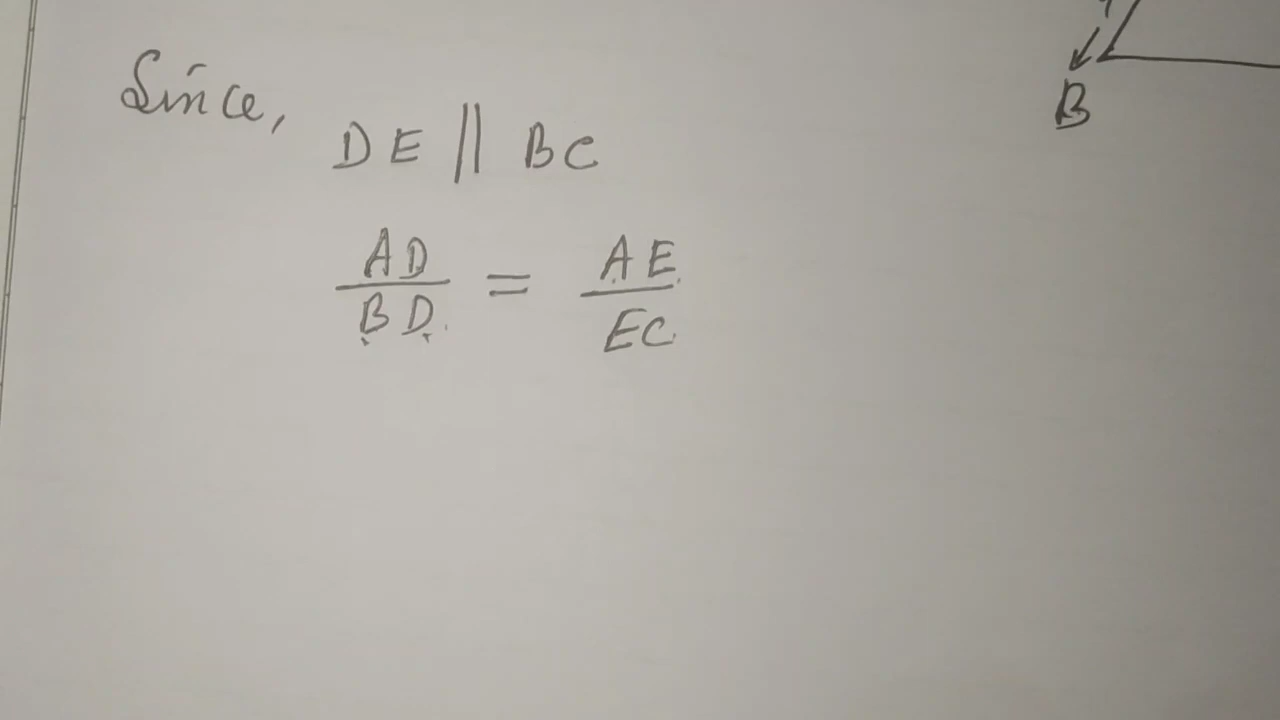 Since,
DE || BC
AD/BD = AE/EC
B